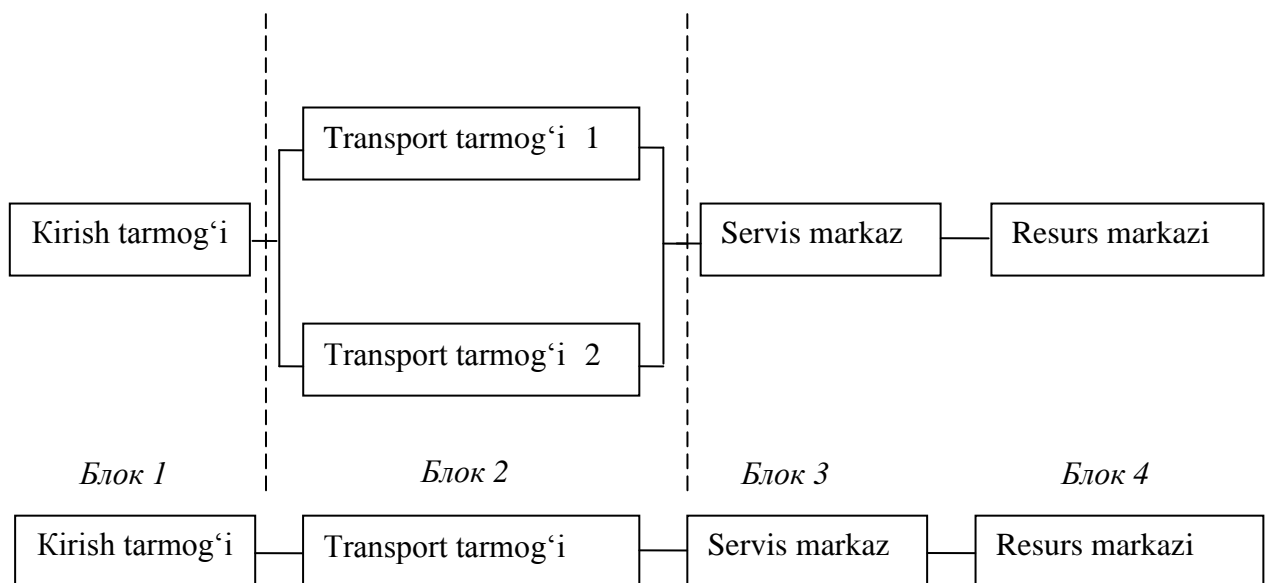 Transport tarmog‘i 1
Kirish tarmog‘i
Servis markaz
Resurs markazi
Transport tarmog‘i 2
Блок 1
Блок 2
Блок 3
Блок 4
Kirish tarmog‘i
Transport tarmog‘i
Servis markaz
Resurs markazi